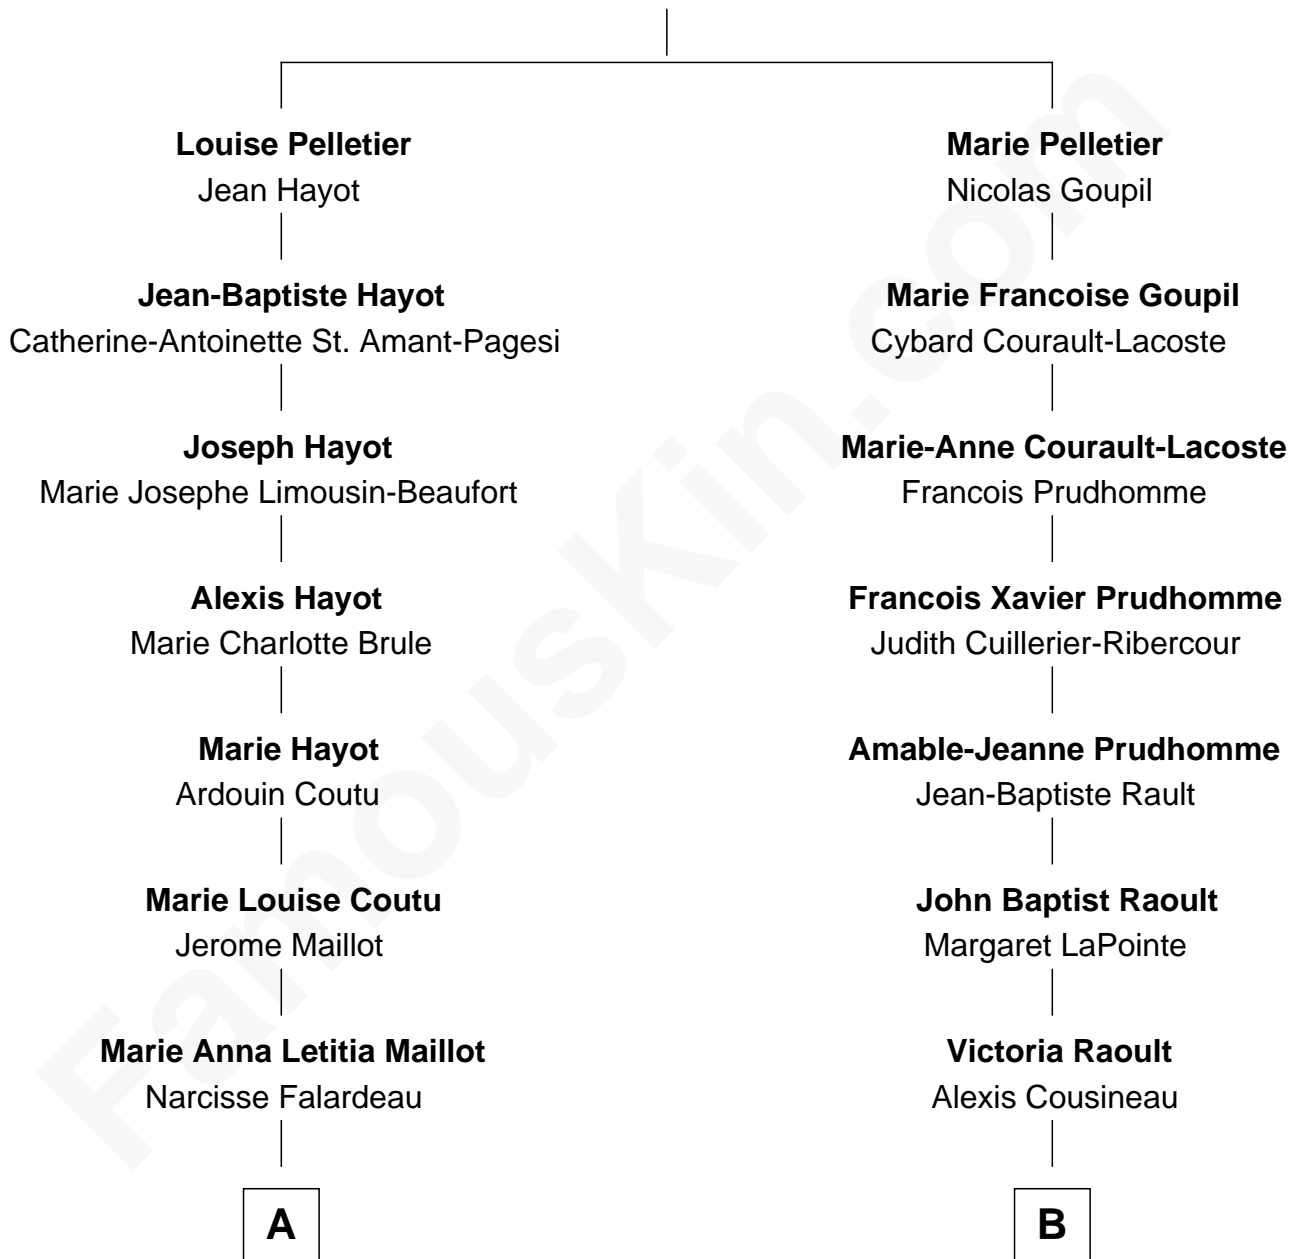 Louise Pelletier
Jean Hayot
Jean-Baptiste Hayot
Catherine-Antoinette St. Amant-Pagesi
Joseph Hayot
Marie Josephe Limousin-Beaufort
Alexis Hayot
Marie Charlotte Brule
Marie Hayot
Ardouin Coutu
Marie Louise Coutu
Jerome Maillot
Marie Anna Letitia Maillot
Narcisse Falardeau
A
Marie Pelletier
Nicolas Goupil
Marie Francoise Goupil
Cybard Courault-Lacoste
Marie-Anne Courault-Lacoste
Francois Prudhomme
Francois Xavier Prudhomme
Judith Cuillerier-Ribercour
Amable-Jeanne Prudhomme
Jean-Baptiste Rault
John Baptist Raoult
Margaret LaPointe
Victoria Raoult
Alexis Cousineau
B
FamousKin.com